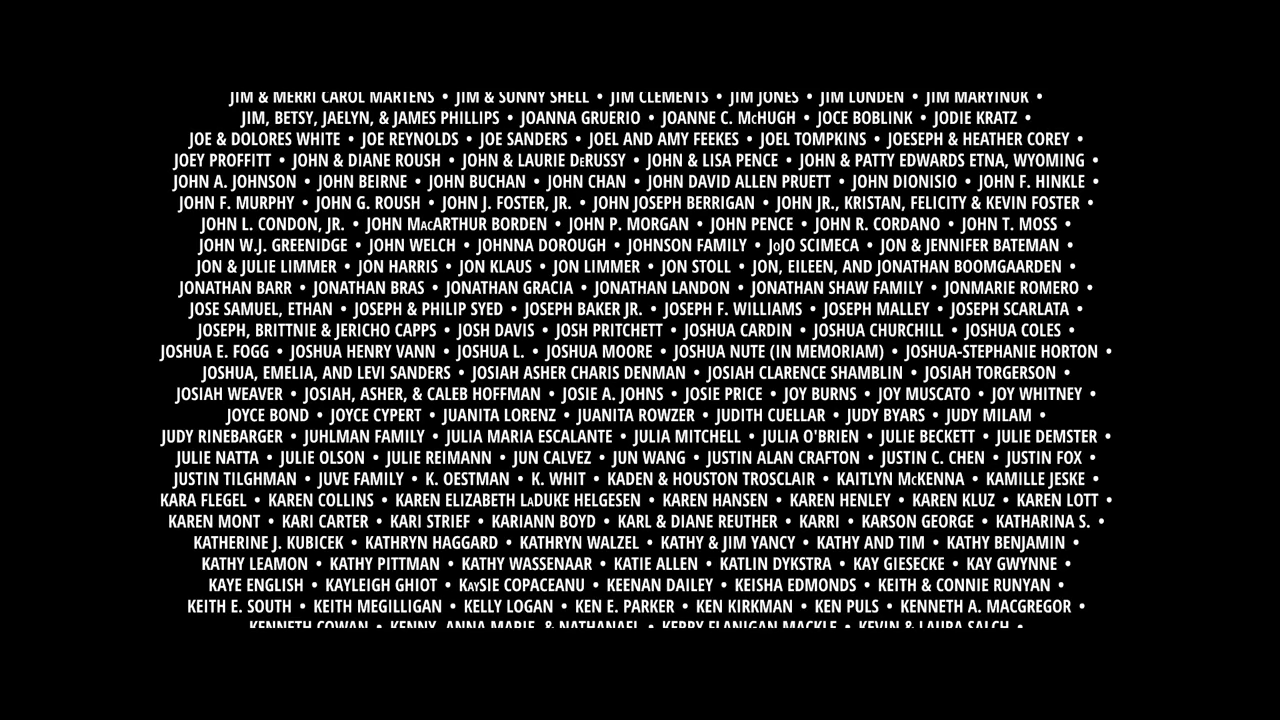 JIM & MERRI CAROL MARTENS • JIM & SUNNY SHELL • JIM CLEMENTS • JIM JONES • JIM LUNDEN • JIM MARYINUK •
JIM, BETSY, JAELYN, & JAMES PHILLIPS • JOANNA GRUERIO • JOANNE C. McHUGH • JOCE BOBLINK • JODIE KRATZ •
JOE & DOLORES WHITE • JOE REYNOLDS • JOE SANDERS • JOEL AND AMY FEEKES • JOEL TOMPKINS • JOESEPH & HEATHER COREY •
JOEY PROFFITT • JOHN & DIANE ROUSH • JOHN & LAURIE DeRUSSY • JOHN & LISA PENCE • JOHN & PATTY EDWARDS ETNA, WYOMING •
JOHN A. JOHNSON • JOHN BEIRNE • JOHN BUCHAN • JOHN CHAN • JOHN DAVID ALLEN PRUETT • JOHN DIONISIO • JOHN F. HINKLE •
JOHN F. MURPHY • JOHN G. ROUSH • JOHN J. FOSTER, JR. • JOHN JOSEPH BERRIGAN • JOHN JR., KRISTAN, FELICITY & KEVIN FOSTER •
JOHN L. CONDON, JR. • JOHN MacARTHUR BORDEN • JOHN P. MORGAN • JOHN PENCE • JOHN R. CORDANO • JOHN T. MOSS •
JOHN W.J. GREENIDGE • JOHN WELCH • JOHNNA DOROUGH • JOHNSON FAMILY • JoJO SCIMECA • JON & JENNIFER BATEMAN •
JON & JULIE LIMMER • JON HARRIS • JON KLAUS • JON LIMMER • JON STOLL • JON, EILEEN, AND JONATHAN BOOMGAARDEN •
JONATHAN BARR • JONATHAN BRAS • JONATHAN GRACIA • JONATHAN LANDON • JONATHAN SHAW FAMILY • JONMARIE ROMERO •
JOSE SAMUEL, ETHAN • JOSEPH & PHILIP SYED • JOSEPH BAKER JR. • JOSEPH F. WILLIAMS • JOSEPH MALLEY • JOSEPH SCARLATA •
JOSEPH, BRITTNIE & JERICHO CAPPS • JOSH DAVIS • JOSH PRITCHETT • JOSHUA CARDIN • JOSHUA CHURCHILL • JOSHUA COLES •
JOSHUA E. FOGG • JOSHUA HENRY VANN • JOSHUA L. • JOSHUA MOORE • JOSHUA NUTE (IN MEMORIAM) • JOSHUA-STEPHANIE HORTON •
JOSHUA, EMELIA, AND LEVI SANDERS • JOSIAH ASHER CHARIS DENMAN • JOSIAH CLARENCE SHAMBLIN • JOSIAH TORGERSON •
JOSIAH WEAVER • JOSIAH, ASHER, & CALEB HOFFMAN • JOSIE A. JOHNS • JOSIE PRICE • JOY BURNS • JOY MUSCATO • JOY WHITNEY •
JOYCE BOND • JOYCE CYPERT • JUANITA LORENZ • JUANITA ROWZER • JUDITH CUELLAR • JUDY BYARS • JUDY MILAM •
JUDY RINEBARGER • JUHLMAN FAMILY • JULIA MARIA ESCALANTE • JULIA MITCHELL • JULIA O'BRIEN • JULIE BECKETT • JULIE DEMSTER •
JULIE NATTA • JULIE OLSON • JULIE REIMANN • JUN CALVEZ • JUN WANG • JUSTIN ALAN CRAFTON • JUSTIN C. CHEN • JUSTIN FOX •
JUSTIN TILGHMAN • JUVE FAMILY • K. OESTMAN • K. WHIT • KADEN & HOUSTON TROSCLAIR • KAITLYN McKENNA • KAMILLE JESKE •
KARA FLEGEL • KAREN COLLINS • KAREN ELIZABETH LaDUKE HELGESEN • KAREN HANSEN • KAREN HENLEY • KAREN KLUZ • KAREN LOTT •
KAREN MONT • KARI CARTER • KARI STRIEF • KARIANN BOYD • KARL & DIANE REUTHER • KARRI • KARSON GEORGE • KATHARINA S. •
KATHERINE J. KUBICEK • KATHRYN HAGGARD • KATHRYN WALZEL • KATHY & JIM YANCY • KATHY AND TIM • KATHY BENJAMIN •
KATHY LEAMON • KATHY PITTMAN • KATHY WASSENAAR • KATIE ALLEN • KATLIN DYKSTRA • KAY GIESECKE • KAY GWYNNE •
KAYE ENGLISH • KAYLEIGH GHIOT • KaySIE COPACEANU • KEENAN DAILEY • KEISHA EDMONDS • KEITH & CONNIE RUNYAN •
KEITH E. SOUTH • KEITH MEGILLIGAN • KELLY LOGAN • KEN E. PARKER • KEN KIRKMAN • KEN PULS • KENNETH A. MACGREGOR •
KENNETH COWAN • KENNY, ANNA MARIE, & NATHANAEL • KERRY FLANIGAN MACKLE • KEVIN & LAURA SALCH •